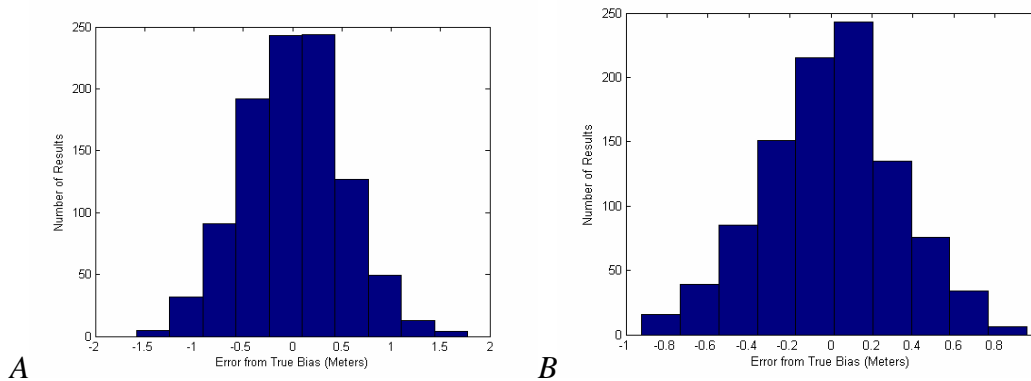 250
200
150
100
50
0
Number of Results
-2 -1.5 -1 -0.5 0 0.5 1 1.5 2
Error from True Bias (Meters)
A
250
200
150
100
50
0
Number of Results
-1 -0.8 -0.6 -0.4 -0.2 0 0.2 0.4 0.6 0.8
Error from True Bias (Meters)
B